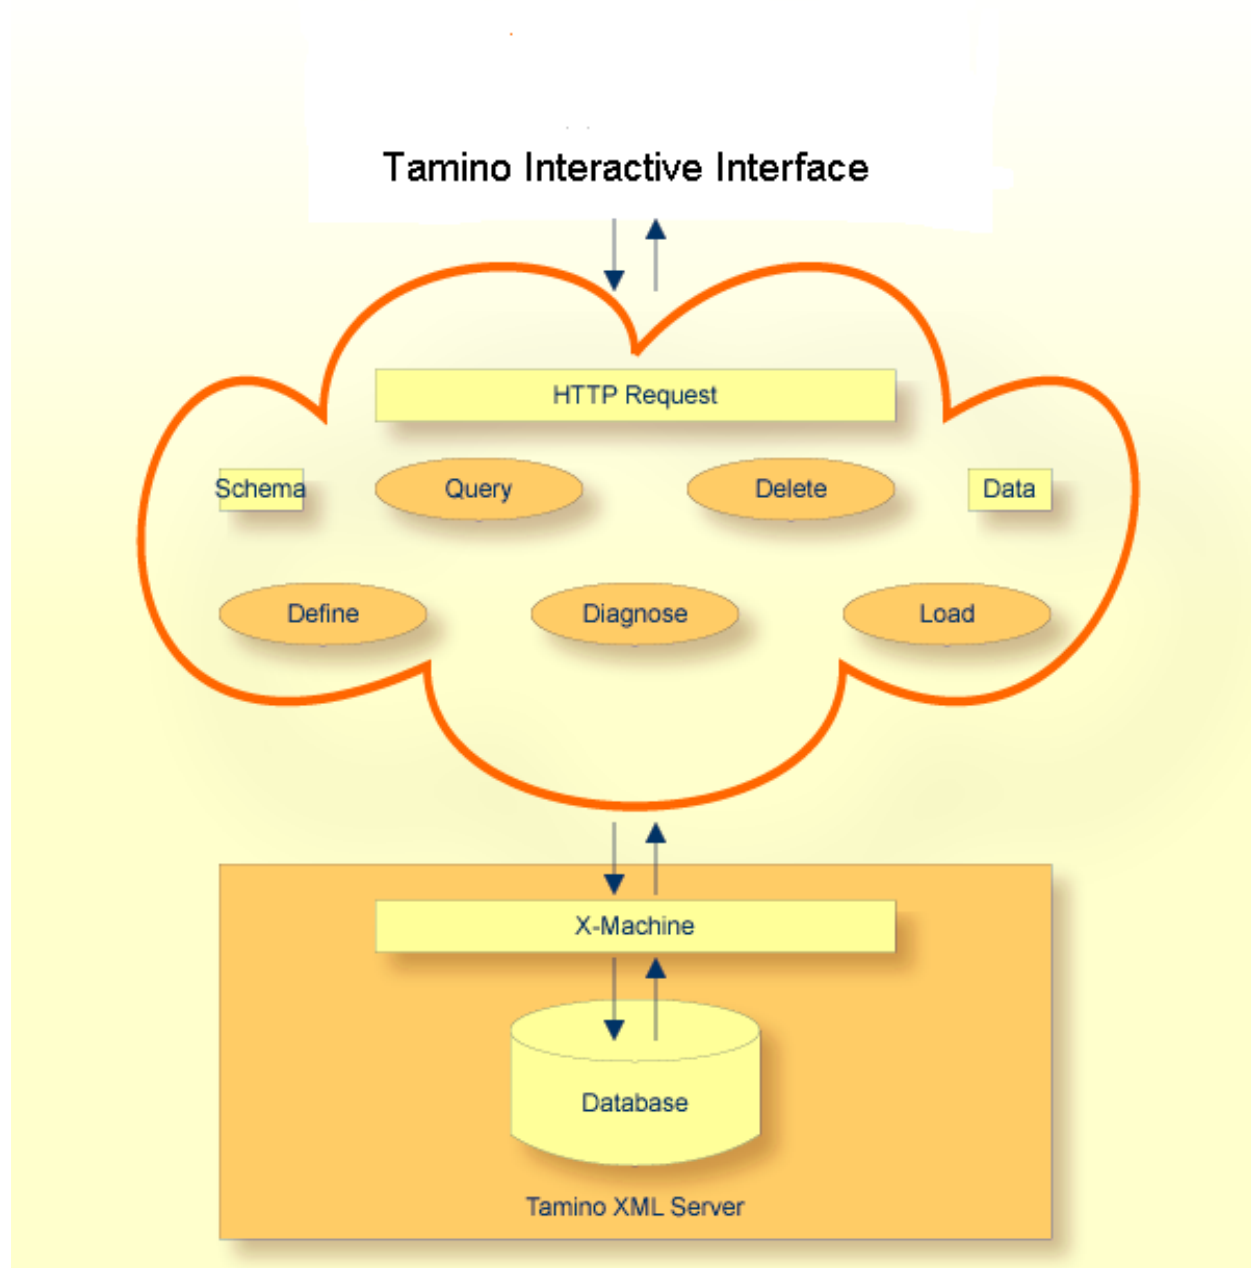 Tamino Interactive Interface
HTTP Request
Schema
Query
Delete
Data
Define
Diagnose
Load
X-Machine
Database
Tamino XML Server